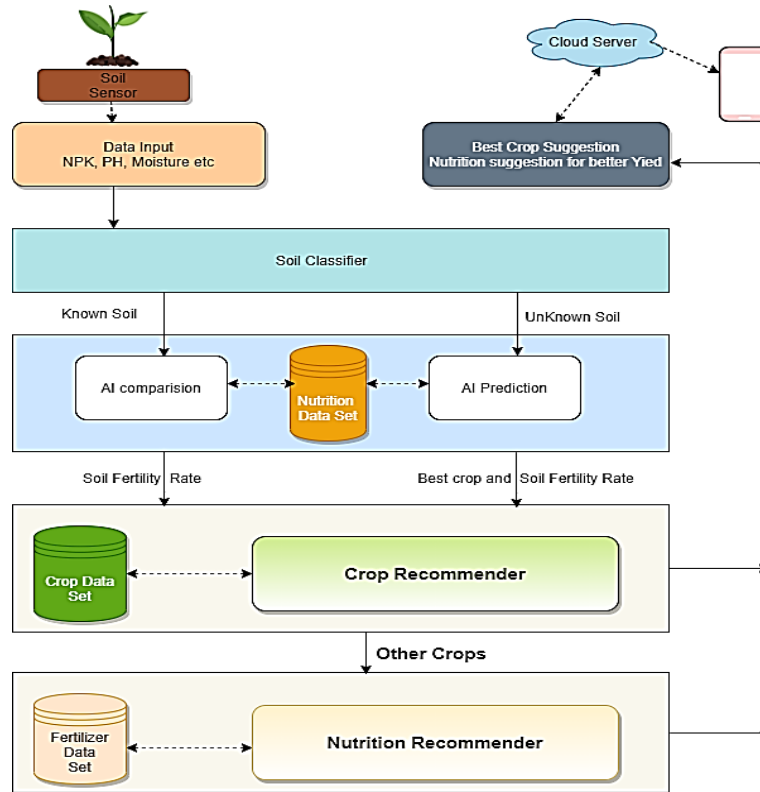 Soil
Sensor
Cloud Server
Data Input
NPK, PH, Moisture etc
Best Crop Suggestion
Nutrition suggestion for better Yied
Soil Classifier
Known Soil
UnKnown Soil
AI comparision
Nutrition
Data Set
AI Prediction
Soil Fertility Rate
Best crop and Soil Fertility Rate
Crop Data
Set
Crop Recommender
Other Crops
Fertilizer
Data
Set
Nutrition Recommender